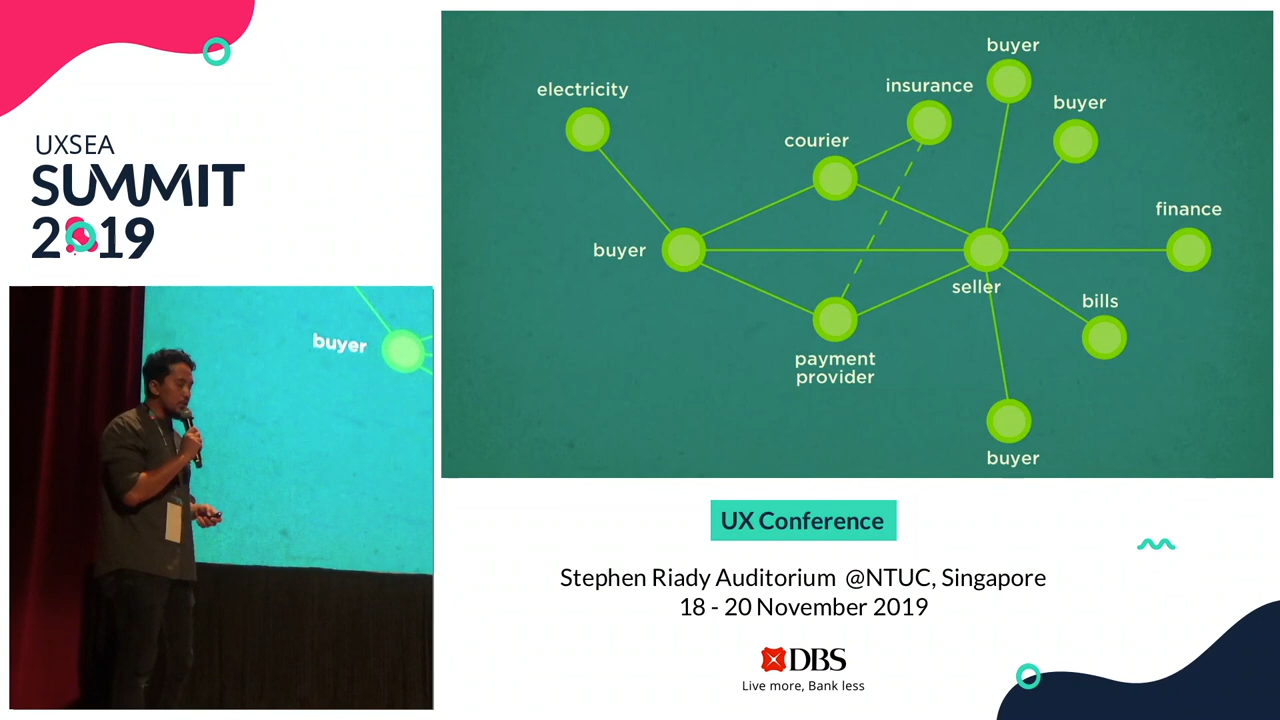 UXSEA
SUMMIT
2019
buyer
electricity
buyer
insurance
buyer
courier
finance
buyer
seller
bills
payment
provider
buyer
UX Conference
Stephen Riady Auditorium @NTUC, Singapore
18 - 20 November 2019
DBS
Live more, Bank less